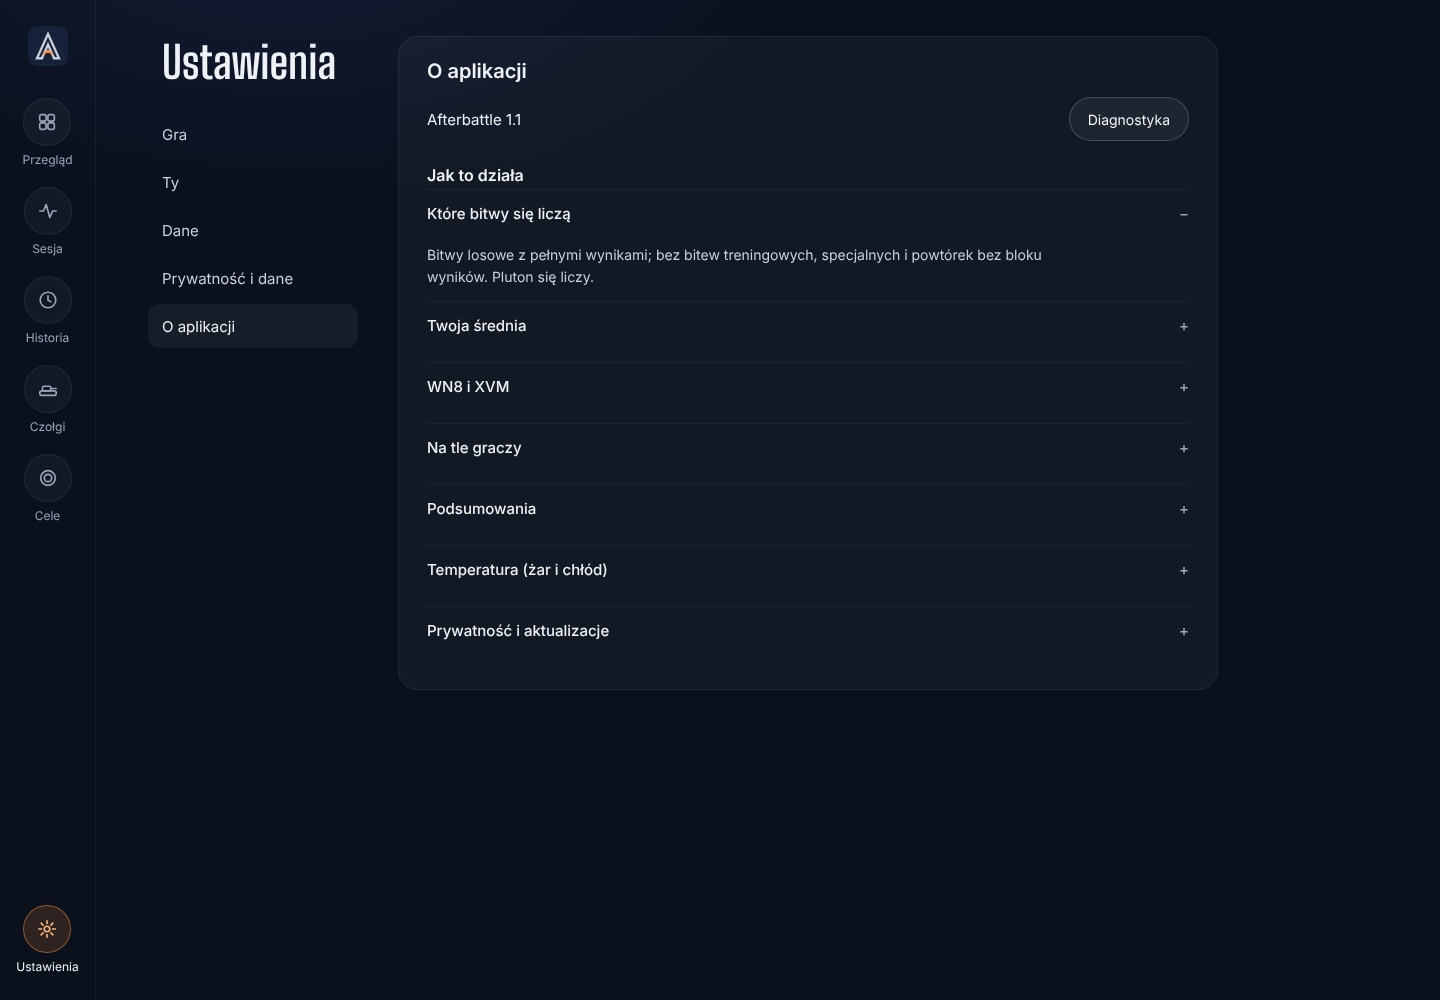 Ustawienia
Przegląd
Sesja
Historia
Czołgi
Cele
Ustawienia
Gra
Ty
Dane
Prywatność i dane
O aplikacji
O aplikacji
Afterbattle 1.1
Diagnostyka
Jak to działa
Które bitwy się liczą
–
Bitwy losowe z pełnymi wynikami; bez bitew treningowych, specjalnych i powtórek bez bloku
wyników. Pluton się liczy.
Twoja średnia
+
WN8 i XVM
+
Na tle graczy
+
Podsumowania
+
Temperatura (żar i chłód)
+
Prywatność i aktualizacje
+